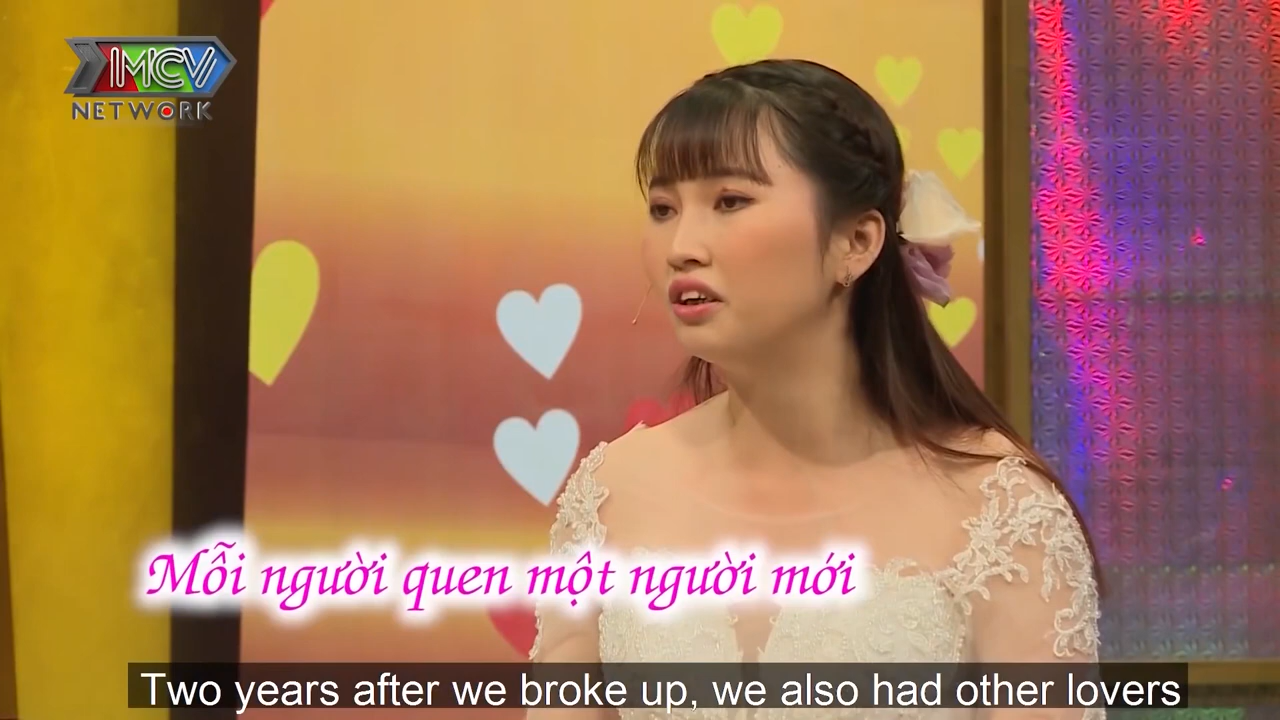 MCV
NETWORK
Mỗi người quen một người mới
Two years after we broke up, we also had other lovers